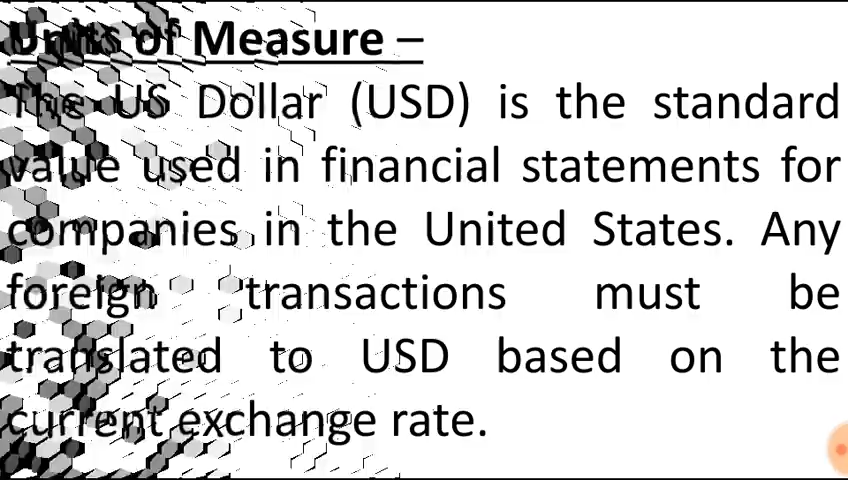 Units of Measure –
The US Dollar (USD) is the standard
value used in financial statements for
companies in the United States. Any
foreign transactions must be
translated to USD based on the
current exchange rate.